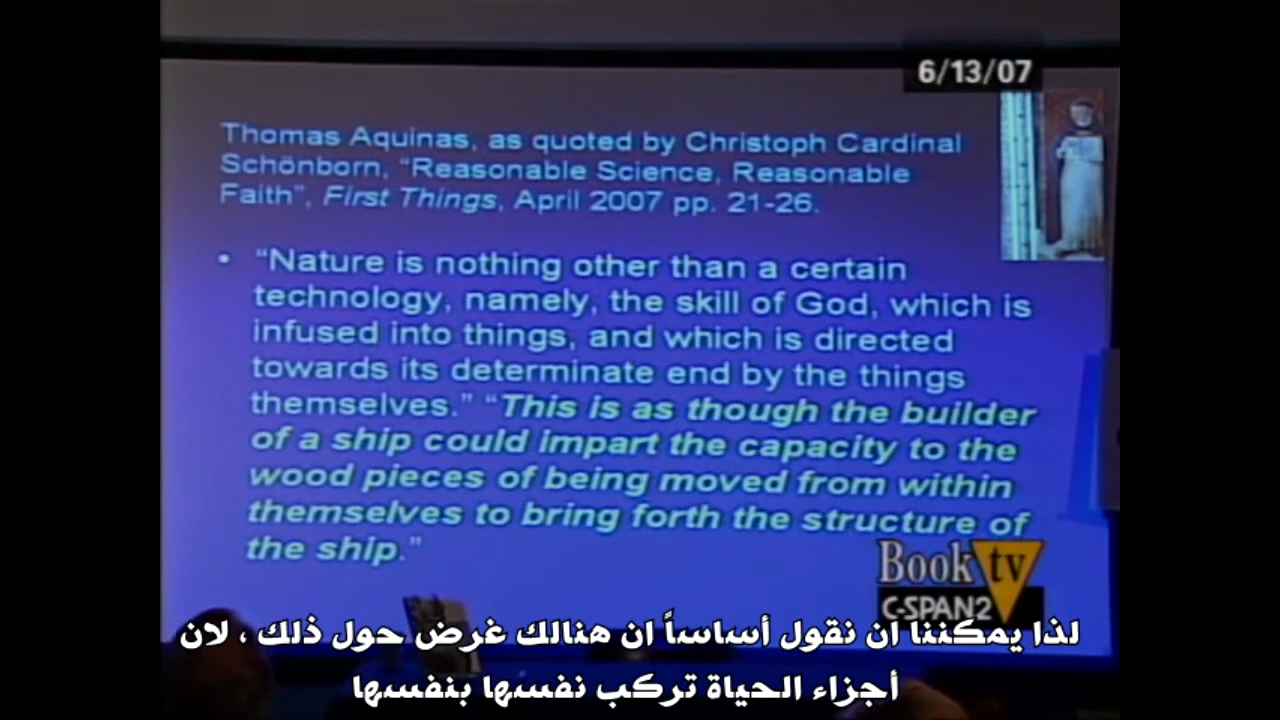 6/13/07
Thomas Aquinas, as quoted by Christoph Cardinal
Schönborn, “Reasonable Science, Reasonable
Faith”, First Things, April 2007 pp. 21-26.
• “Nature is nothing other than a certain
technology, namely, the skill of God, which is
infused into things, and which is directed
towards its determinate end by the things
themselves.” “This is as though the builder
of a ship could impart the capacity to the
wood pieces of being moved from within
themselves to bring forth the structure of
the ship.”
Book tv
C-SPAN2
لذا يمكننا ان نقول أساساً ان هنالك غرض حول ذلك ، لان
أجزاء الحياة تركب نفسها بنفسها